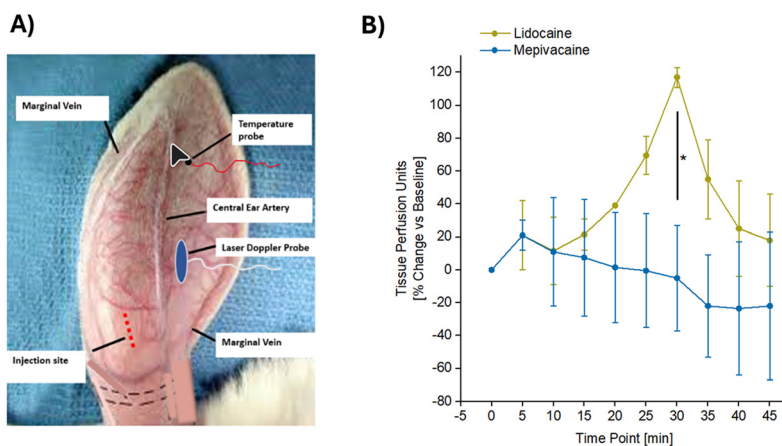 A)
Marginal Vein
Temperature
probe
Central Ear Artery
Laser Doppler Probe
Injection site
Marginal Vein
B)
Lidocaine
Mepivacaine
Tissue Perfusion Units
[% Change vs Baseline]
120
100
80
60
40
20
0
-20
-40
-60
-80
*
-5 0 5 10 15 20 25 30 35 40 45
Time Point [min]